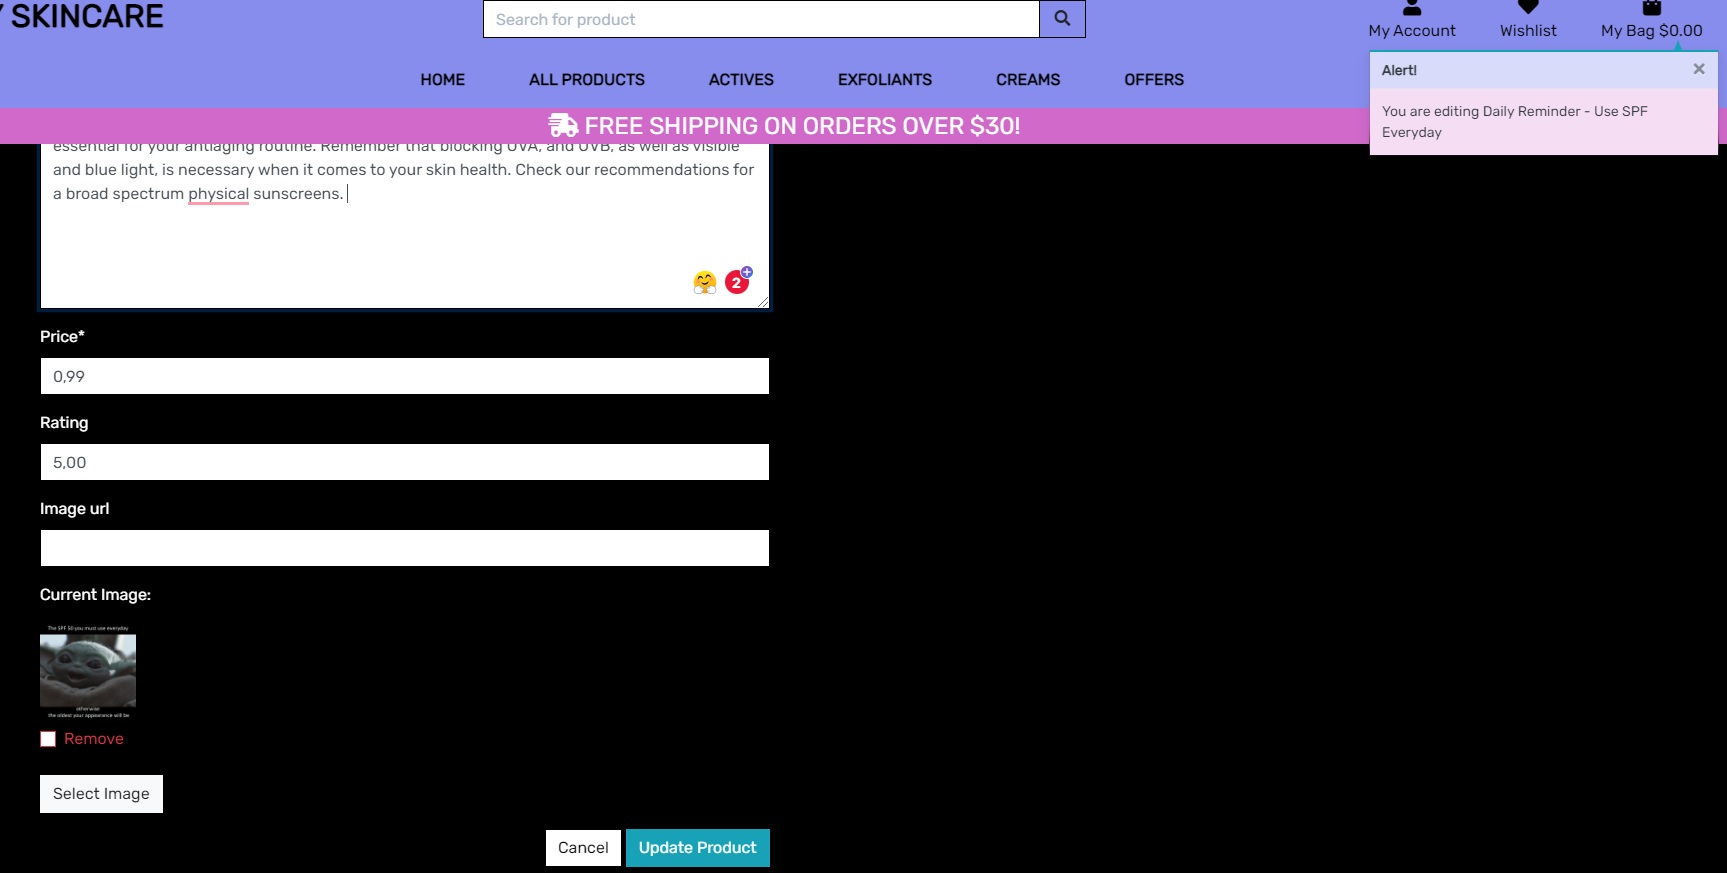 Y SKINCARE
Search for product
My Account
Wishlist
My Bag $0.00
HOME
ALL PRODUCTS
ACTIVES
EXFOLIANTS
CREAMS
OFFERS
Alert!
×
You are editing Daily Reminder - Use SPF
Everyday
FREE SHIPPING ON ORDERS OVER $30!
essential for your antiaging routine. Remember that blocking UVA, and UVB, as well as visible
and blue light, is necessary when it comes to your skin health. Check our recommendations for
a broad spectrum physical sunscreens.
2
Price*
0,99
Rating
5,00
Image url
Current Image:
The SPF 50 you must use everyday
otherwise
the oldest your appearance will be
Remove
Select Image
Cancel
Update Product